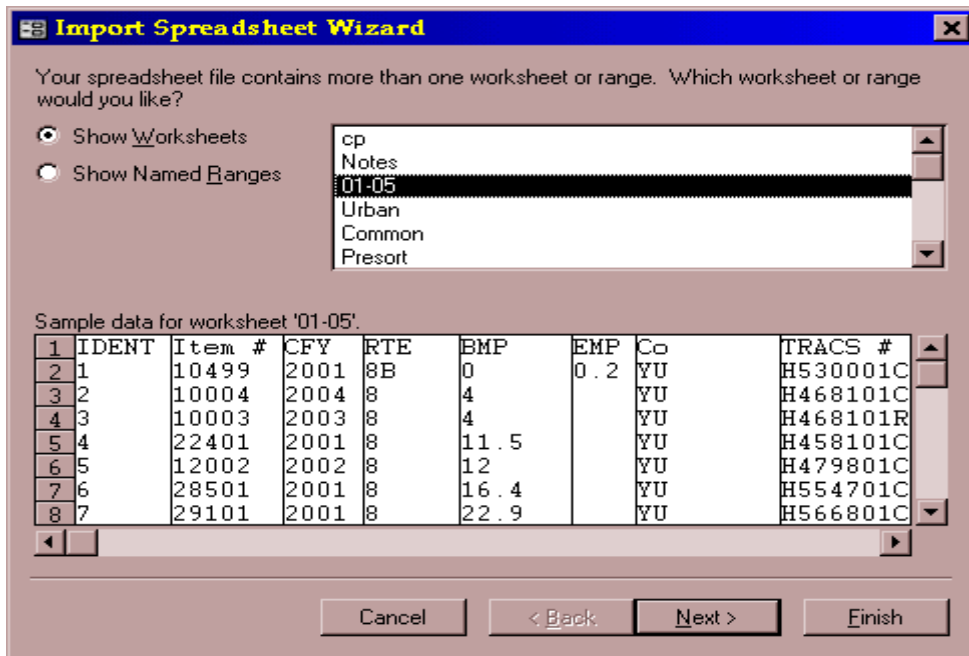 Import Spreadsheet Wizard
Your spreadsheet file contains more than one worksheet or range. Which worksheet or range
would you like?
Show Worksheets
Show Named Ranges
cp
Notes
01-05
Urban
Common
Presort
Sample data for worksheet '01-05'.
1 IDENT Item # CFY RTE BMP EMP Co TRACS #
2 1 10499 2001 8B 0 0.2 YU H530001C
3 2 10004 2004 8 4 YU H468101C
4 3 10003 2003 8 4 YU H468101R
5 4 22401 2001 8 11.5 YU H458101C
6 5 12002 2002 8 12 YU H479801C
7 6 28501 2001 8 16.4 YU H554701C
8 7 29101 2001 8 22.9 YU H566801C
Cancel < Back Next > Finish